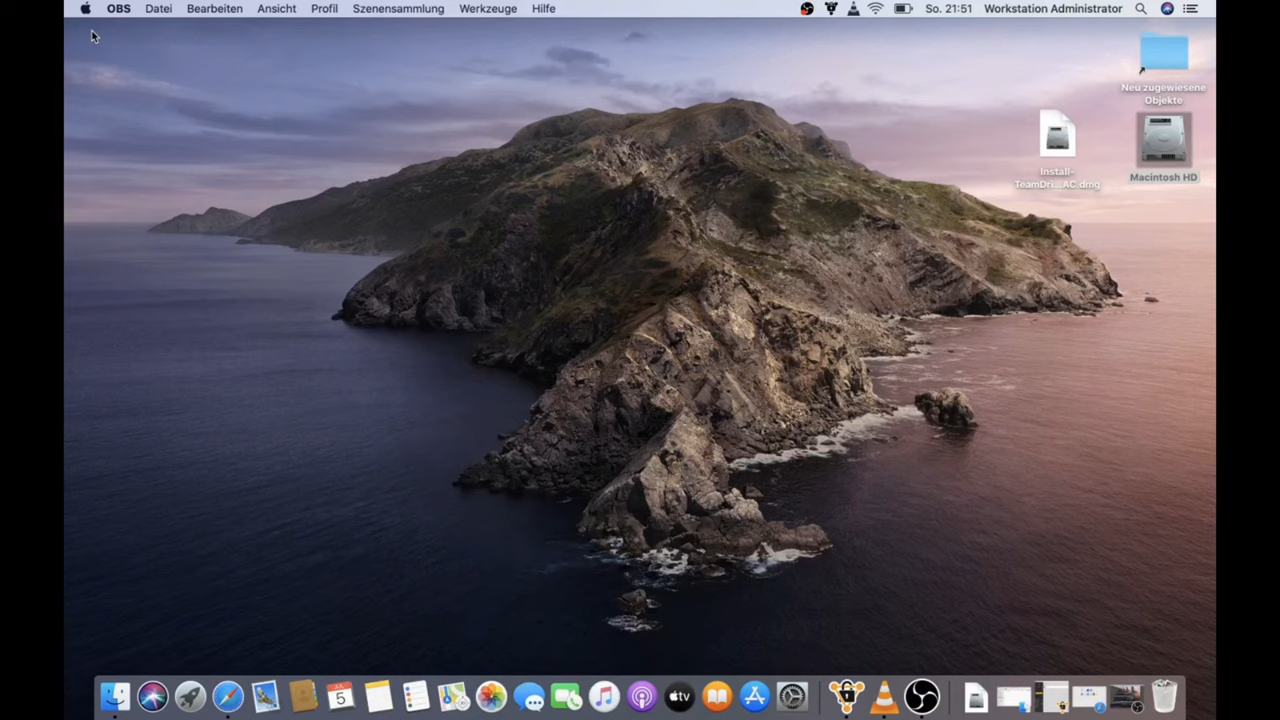 OBS Datei Bearbeiten Ansicht Profil Szenensammlung Werkzeuge Hilfe So. 21:51 Workstation Administrator
Neu zugewiesene
Objekte
Install-
TeamDri...AC.dmg
Macintosh HD
5
tv